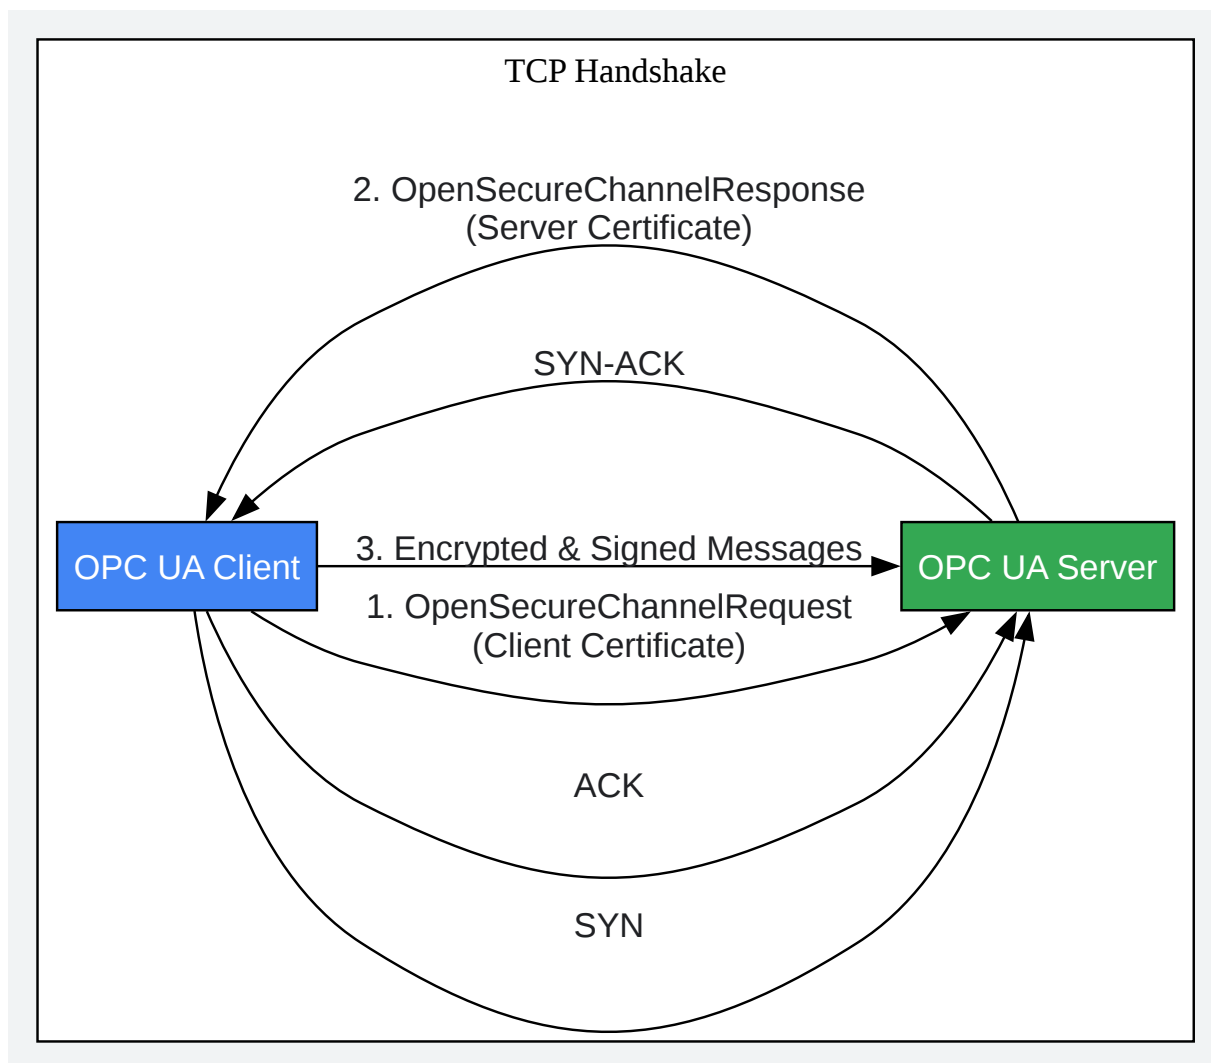 TCP Handshake
2. OpenSecureChannelResponse
(Server Certificate)
SYN-ACK
OPC UA Client
3. Encrypted & Signed Messages
OPC UA Server
1. OpenSecureChannelRequest
(Client Certificate)
ACK
SYN